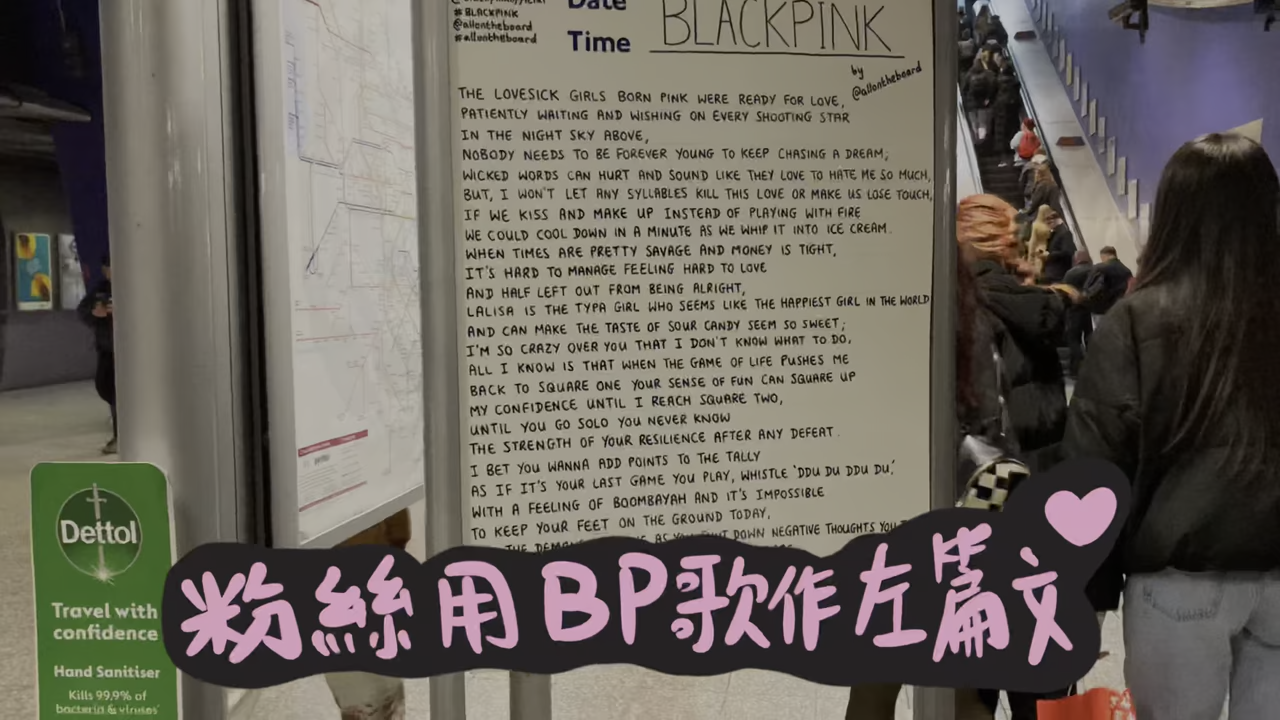 #BLACKPINK
@allontheboard
#allontheboard
Date
Time
BLACKPINK
by
@allontheboard
THE LOVESICK GIRLS BORN PINK WERE READY FOR LOVE,
PATIENTLY WAITING AND WISHING ON EVERY SHOOTING STAR
IN THE NIGHT SKY ABOVE,
NOBODY NEEDS TO BE FOREVER YOUNG TO KEEP CHASING A DREAM;
WICKED WORDS CAN HURT AND SOUND LIKE THEY LOVE TO HATE ME SO MUCH,
BUT, I WON'T LET ANY SYLLABLES KILL THIS LOVE OR MAKE US LOSE TOUCH,
IF WE KISS AND MAKE UP INSTEAD OF PLAYING WITH FIRE
WE COULD COOL DOWN IN A MINUTE AS WE WHIP IT INTO ICE CREAM.
WHEN TIMES ARE PRETTY SAVAGE AND MONEY IS TIGHT,
IT'S HARD TO MANAGE FEELING HARD TO LOVE
AND HALF LEFT OUT FROM BEING ALRIGHT,
LALISA IS THE TYPA GIRL WHO SEEMS LIKE THE HAPPIEST GIRL IN THE WORLD
AND CAN MAKE THE TASTE OF SOUR CANDY SEEM SO SWEET;
I'M SO CRAZY OVER YOU THAT I DON'T KNOW WHAT TO DO,
ALL I KNOW IS THAT WHEN THE GAME OF LIFE PUSHES ME
BACK TO SQUARE ONE YOUR SENSE OF FUN CAN SQUARE UP
MY CONFIDENCE UNTIL I REACH SQUARE TWO,
UNTIL YOU GO SOLO YOU NEVER KNOW
THE STRENGTH OF YOUR RESILIENCE AFTER ANY DEFEAT.
I BET YOU WANNA ADD POINTS TO THE TALLY
AS IF IT'S YOUR LAST GAME YOU PLAY, WHISTLE 'DDU DU DDU DU,'
WITH A FEELING OF BOOMBAYAH AND IT'S IMPOSSIBLE
TO KEEP YOUR FEET ON THE GROUND TODAY,
THE DOWN NEGATIVE THOUGHTS
粉絲用BP歌作左篇文
Dettol
Travel with
confidence
Hand Sanitiser
Kills 99.9% of
bacteria & viruses*